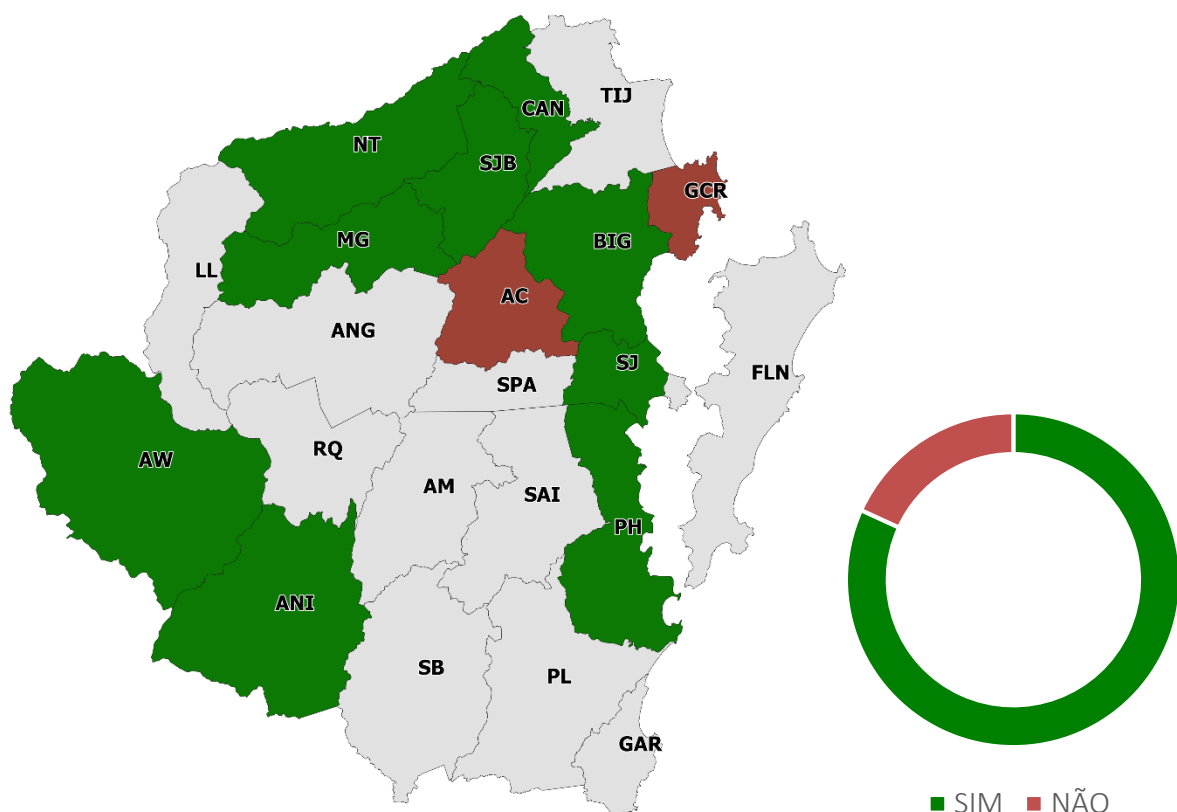 TIJ
CAN
NT
SJB
GCR
MG
BIG
LL
AC
ANG
SJ
FLN
SPA
RQ
AW
AM
SAI
PH
ANI
SB
PL
GAR
SIM
NÃO